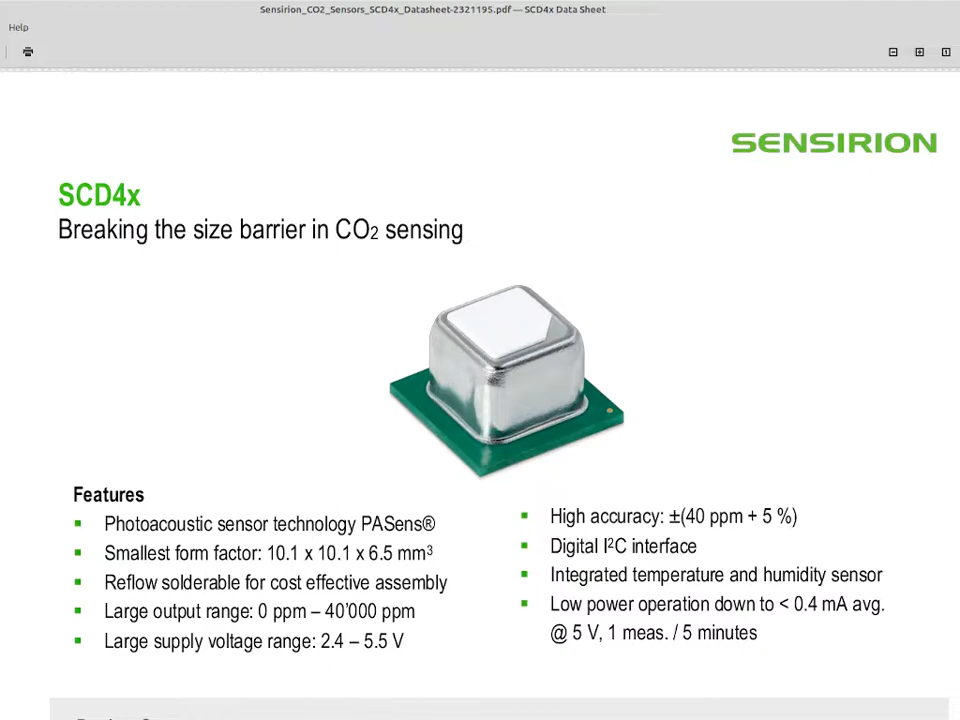 Sensirion_CO2_Sensors_SCD4x_Datasheet-2321195.pdf — SCD4x Data Sheet
Help
SENSIRION
SCD4x
Breaking the size barrier in CO2 sensing
Features
Photoacoustic sensor technology PASens®
Smallest form factor: 10.1 x 10.1 x 6.5 mm³
Reflow solderable for cost effective assembly
Large output range: 0 ppm – 40’000 ppm
Large supply voltage range: 2.4 – 5.5 V
High accuracy: ±(40 ppm + 5 %)
Digital I²C interface
Integrated temperature and humidity sensor
Low power operation down to < 0.4 mA avg.
@ 5 V, 1 meas. / 5 minutes